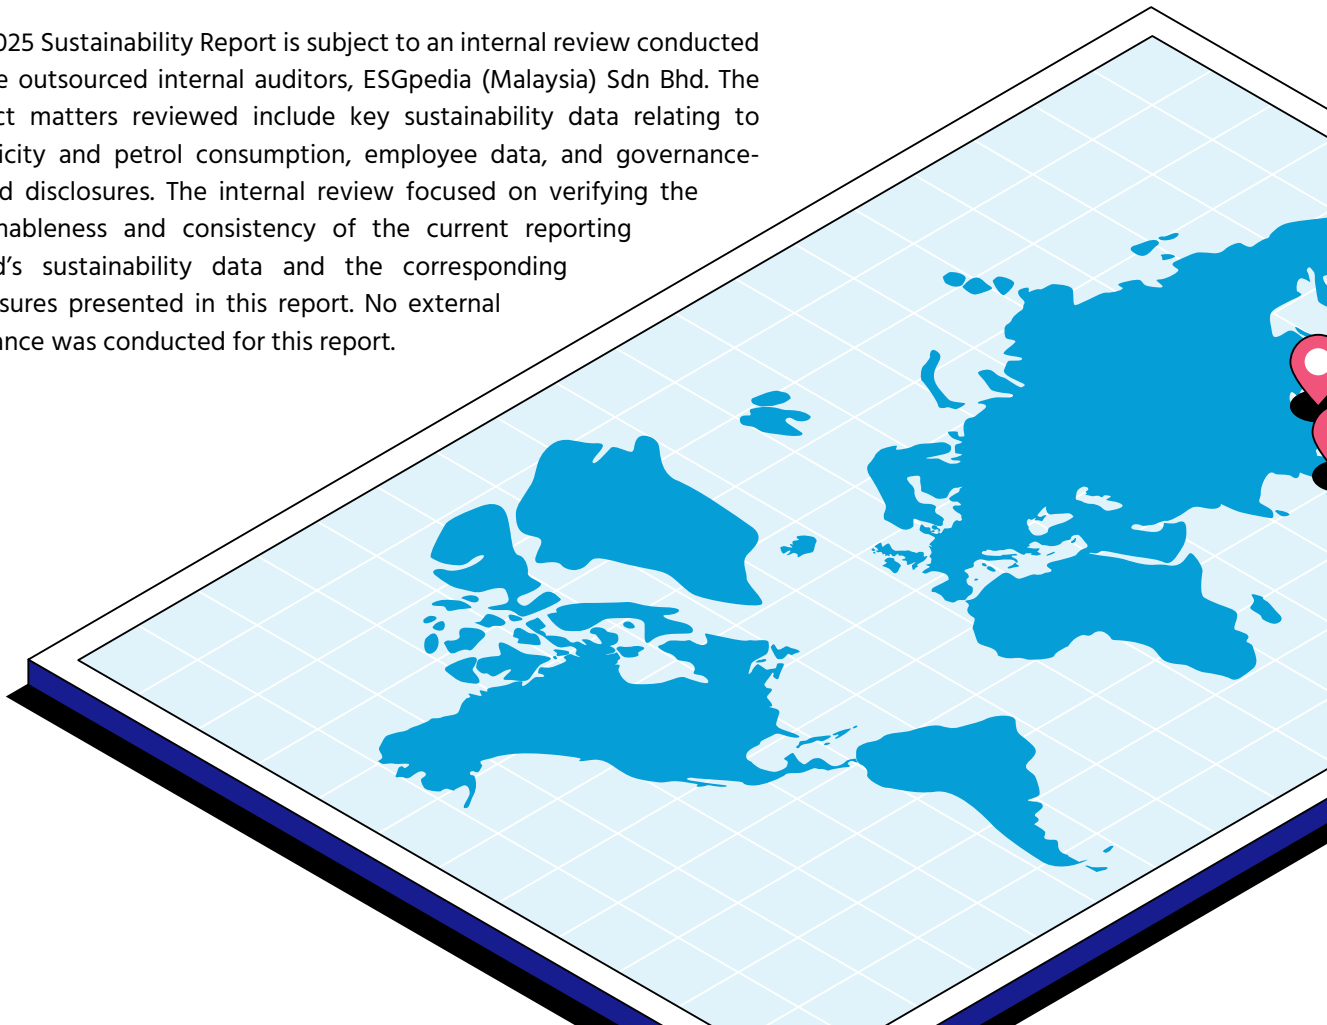 025 Sustainability Report is subject to an internal review conducted
e outsourced internal auditors, ESGpedia (Malaysia) Sdn Bhd. The
ct matters reviewed include key sustainability data relating to
icity and petrol consumption, employee data, and governance-
d disclosures. The internal review focused on verifying the
nableness and consistency of the current reporting
d’s sustainability data and the corresponding
sures presented in this report. No external
ance was conducted for this report.